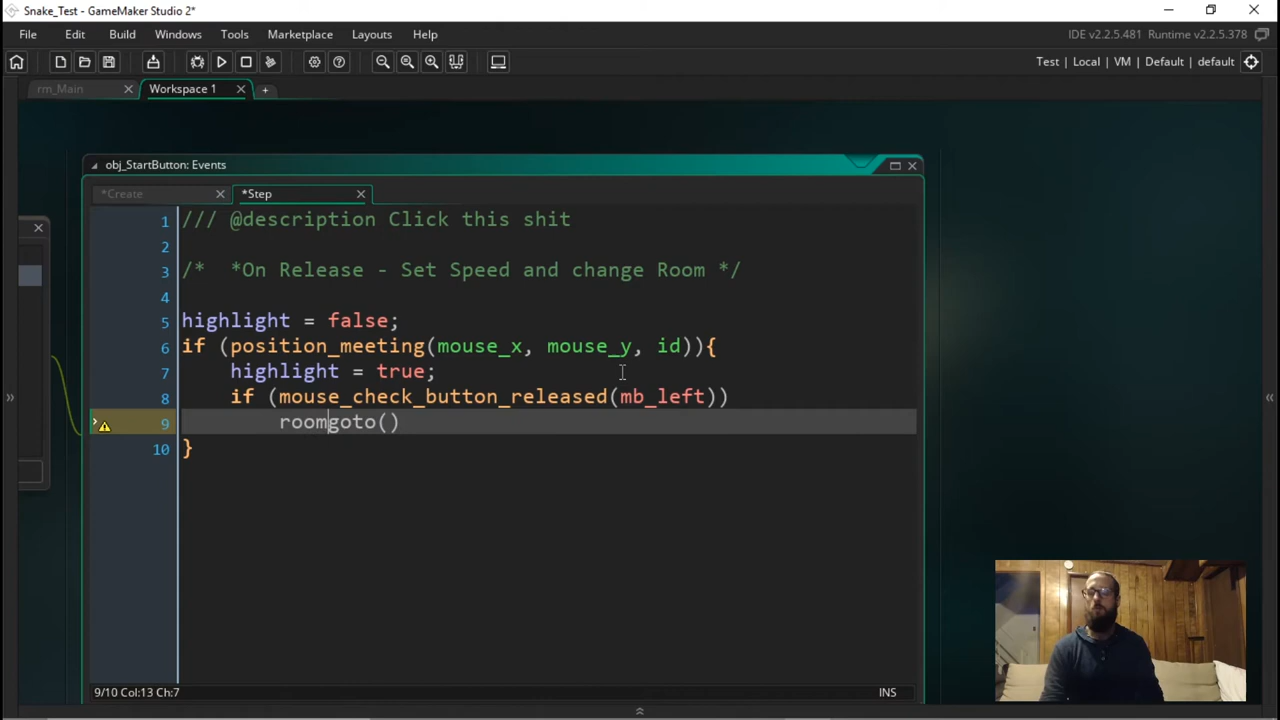 Snake_Test - GameMaker Studio 2*
File Edit Build Windows Tools Marketplace Layouts Help
IDE v2.2.5.481 Runtime v2.2.5.378
Test | Local | VM | Default | default
rm_Main
Workspace 1
obj_StartButton: Events
*Create
*Step
1 /// @description Click this shit
2
3 /* *On Release - Set Speed and change Room */
4
5 highlight = false;
6 if (position_meeting(mouse_x, mouse_y, id)){
7 highlight = true;
8 if (mouse_check_button_released(mb_left))
9 roomgoto()
10 }
9/10 Col:13 Ch:7
INS